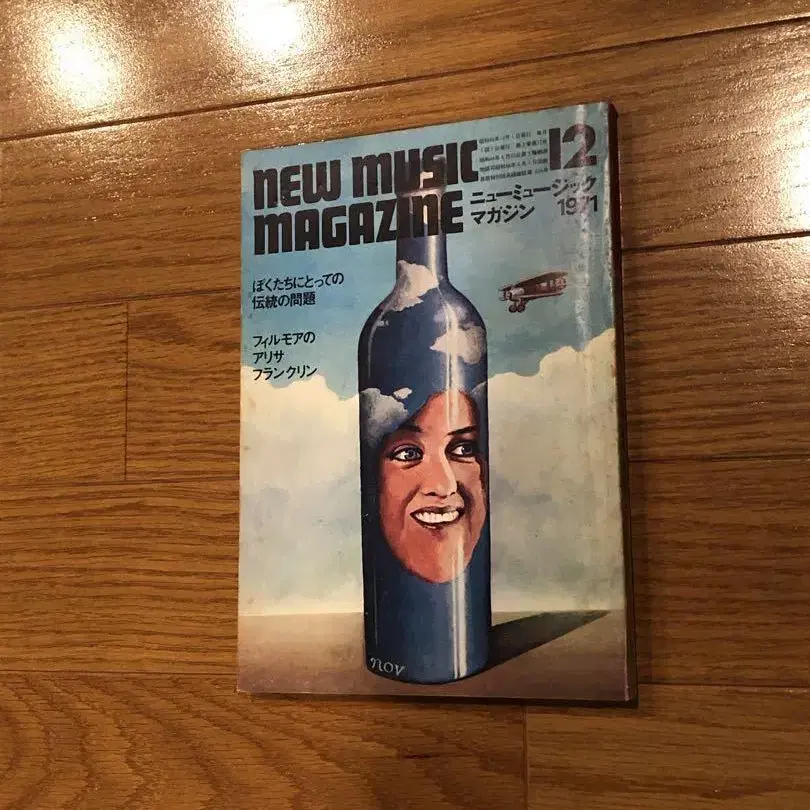 NEW MUSIC
MAGAZINE
12
ニューミュージック
マガジン
1971
ぼくたちにとっての
伝統の問題
フィルモアの
アリサ
フランクリン
nov